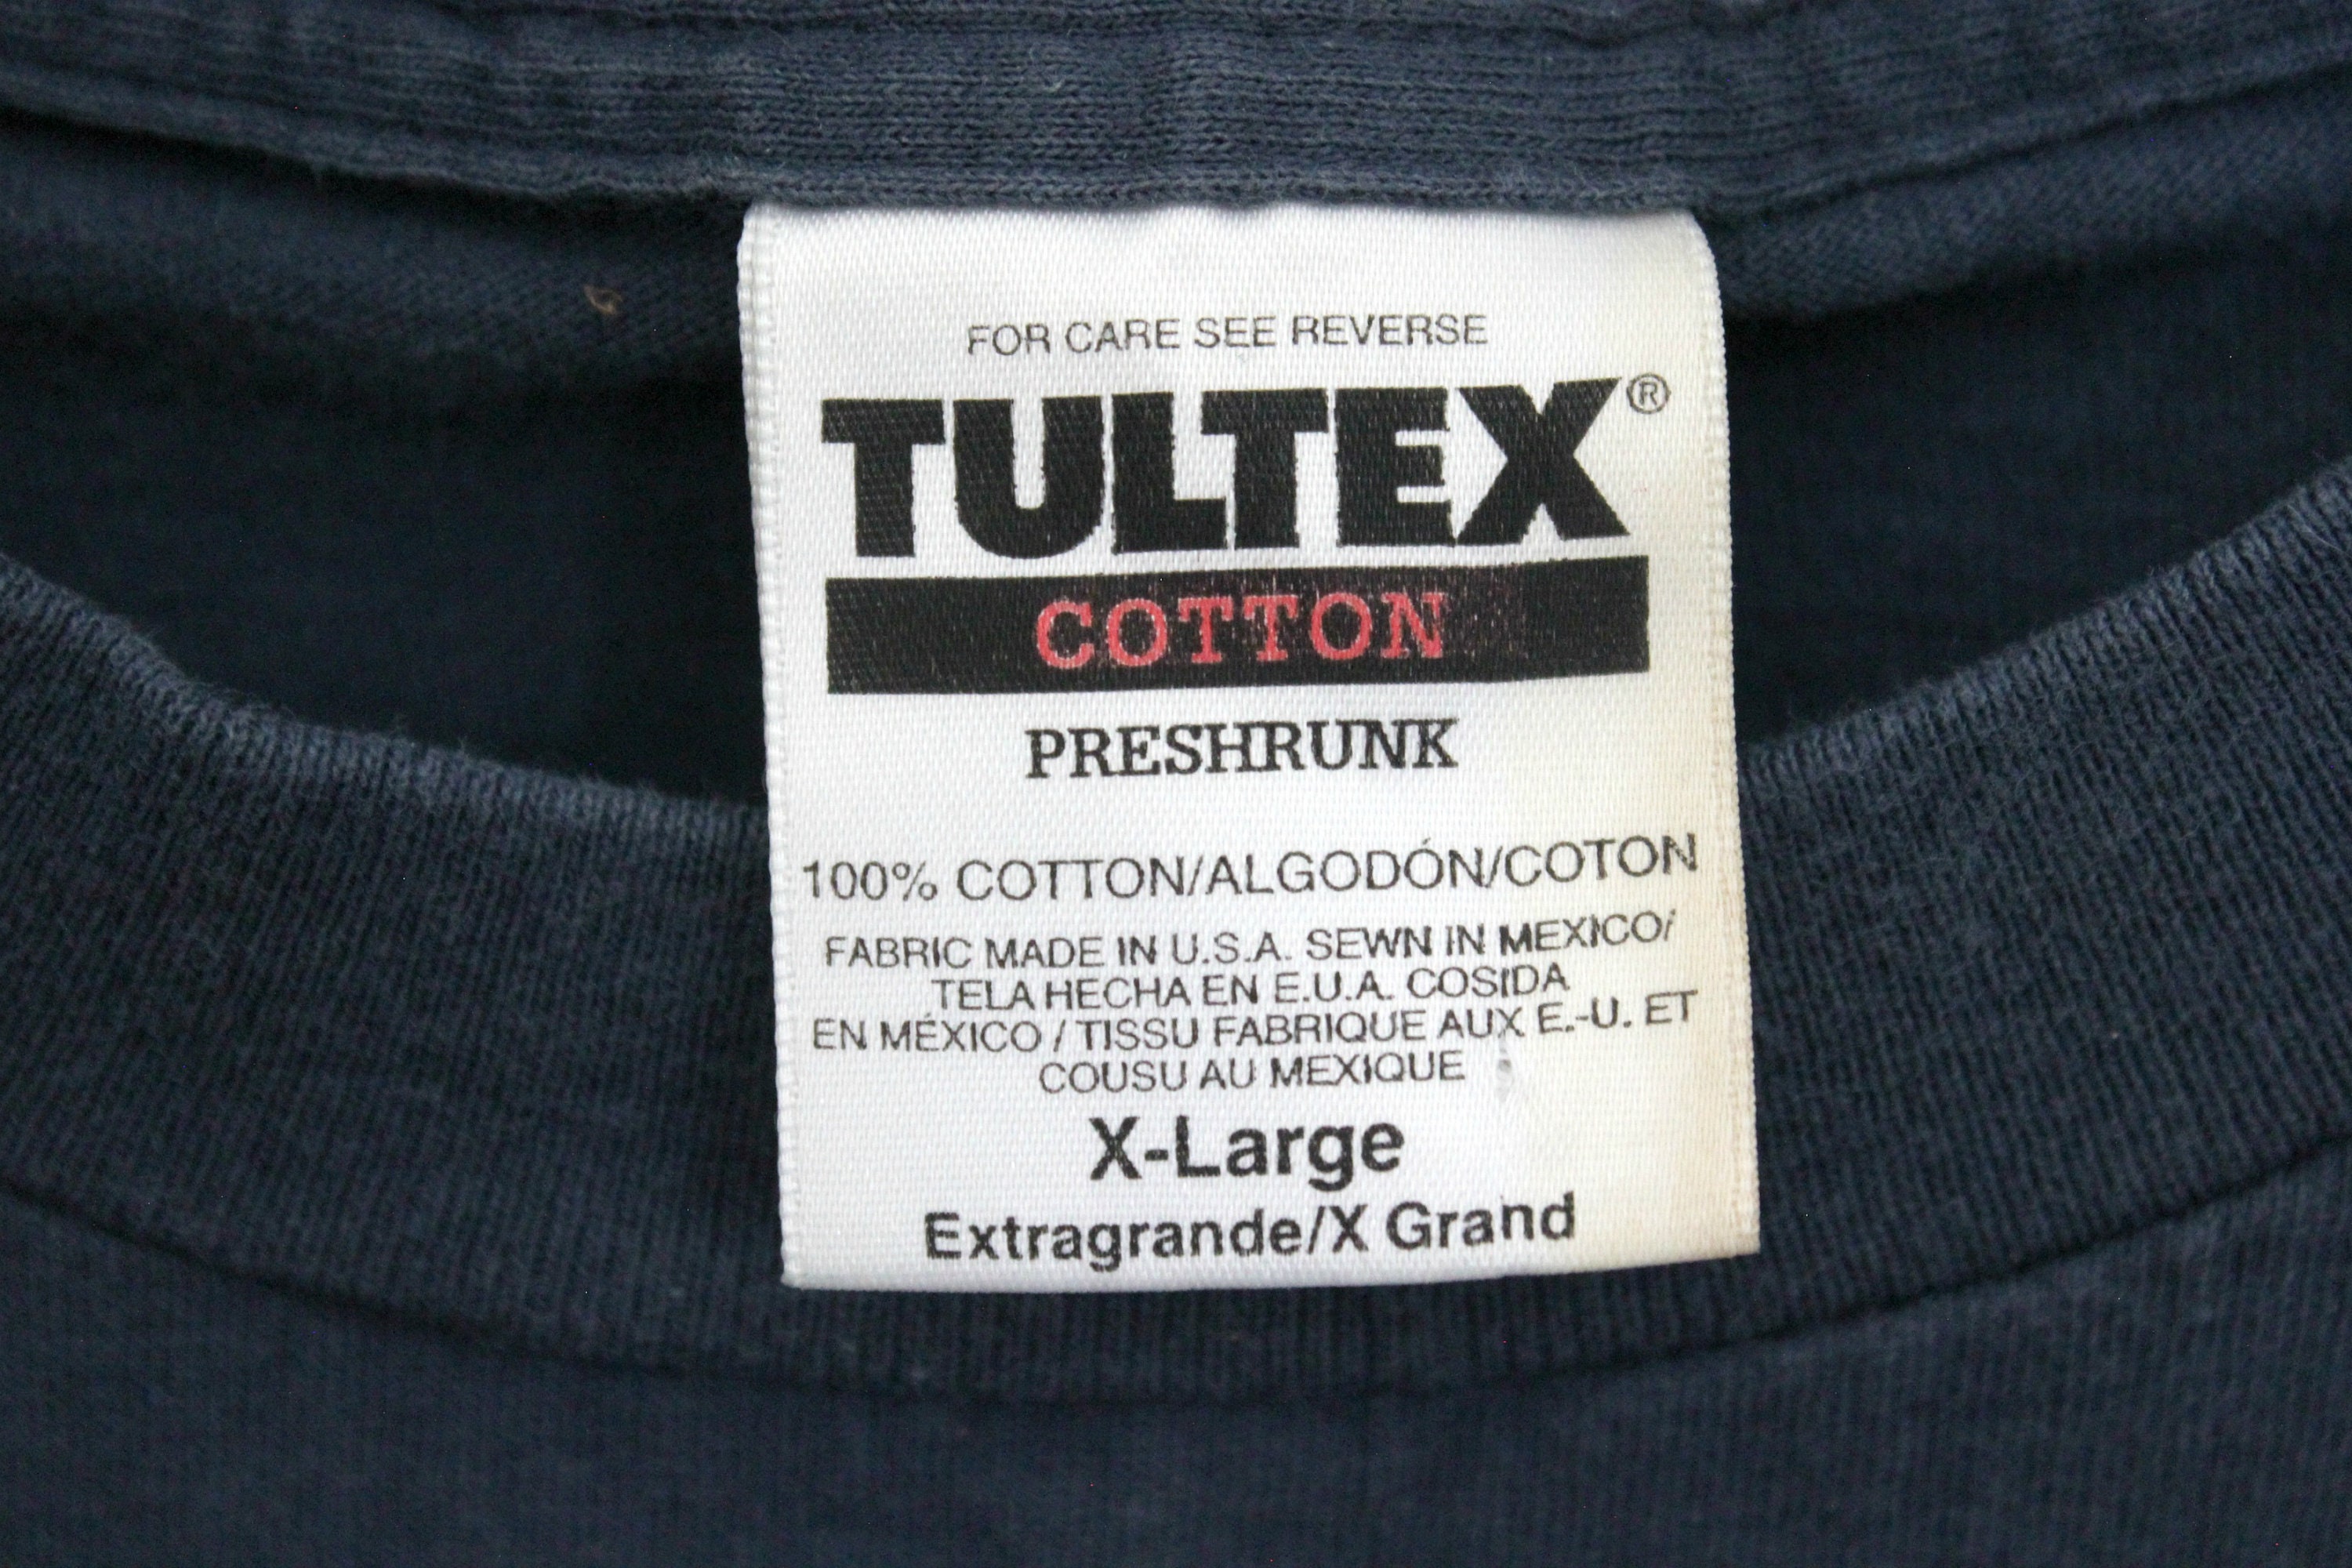 FOR CARE SEE REVERSE
TULTEX®
COTTON
PRESHRUNK
100% COTTON/ALGODÓN/COTON
FABRIC MADE IN U.S.A. SEWN IN MEXICO/
TELA HECHA EN E.U.A. COSIDA
EN MÉXICO / TISSU FABRIQUE AUX E.-U. ET
COUSU AU MEXIQUE
X-Large
Extragrande/X Grand